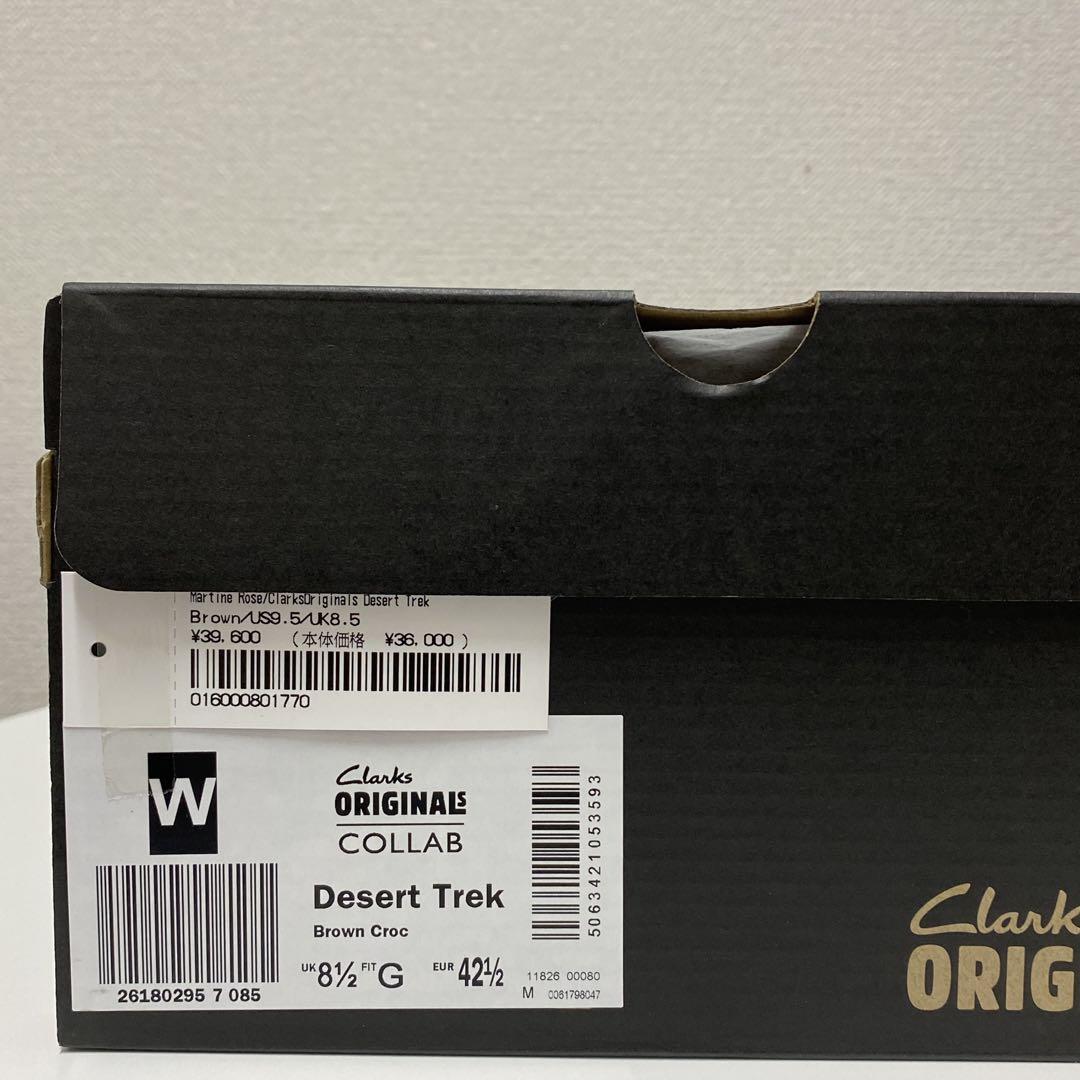 Martine Rose/ClarksOriginals Desert Trek
Brown/US9.5/UK8.5
¥39,600 (本体価格 ¥36,000)
016000801770
W
Clarks
ORIGINALS
COLLAB
Desert Trek
Brown Croc
UK 8½ FIT G EUR 42½
26180295 7 085
5063421053593
11826 00080
M 0061798047
Clark
ORIG